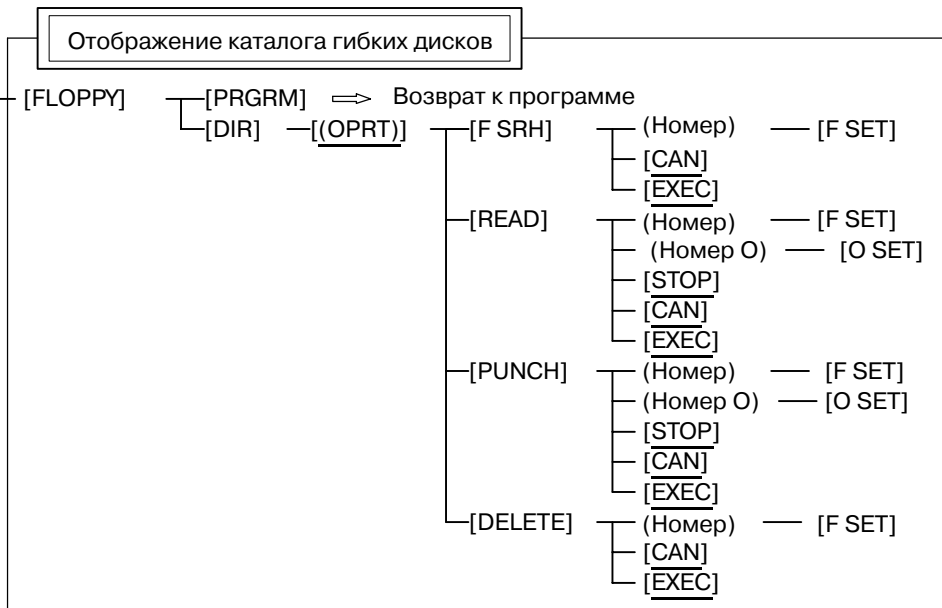 Отображение каталога гибких дисков
[FLOPPY] [PRGRM] ⇒ Возврат к программе
[DIR] [(OPRT)] [F SRH] (Номер) [F SET]
[CAN]
[EXEC]
[READ] (Номер) [F SET]
(Номер O) [O SET]
[STOP]
[CAN]
[EXEC]
[PUNCH] (Номер) [F SET]
(Номер O) [O SET]
[STOP]
[CAN]
[EXEC]
[DELETE] (Номер) [F SET]
[CAN]
[EXEC]